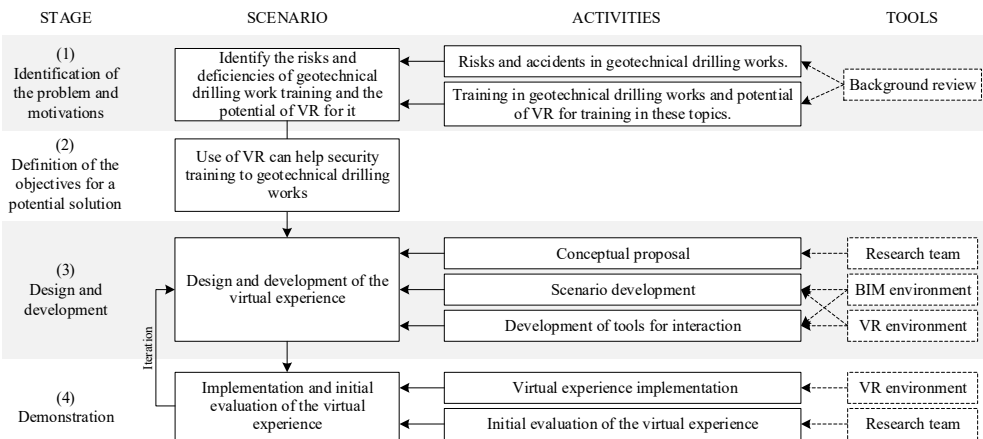 STAGE
SCENARIO
ACTIVITIES
TOOLS
(1)
Identification of
the problem and
motivations
Identify the risks and
deficiencies of geotechnical
drilling work training and the
potential of VR for it
Risks and accidents in geotechnical drilling works.
Training in geotechnical drilling works and potential
of VR for training in these topics.
Background review
(2)
Definition of the
objectives for a
potential solution
Use of VR can help security
training to geotechnical drilling
works
(3)
Design and
development
Design and development of the
virtual experience
Conceptual proposal
Scenario development
Development of tools for interaction
Research team
BIM environment
VR environment
Iteration
(4)
Demonstration
Implementation and initial
evaluation of the virtual
experience
Virtual experience implementation
Initial evaluation of the virtual experience
VR environment
Research team